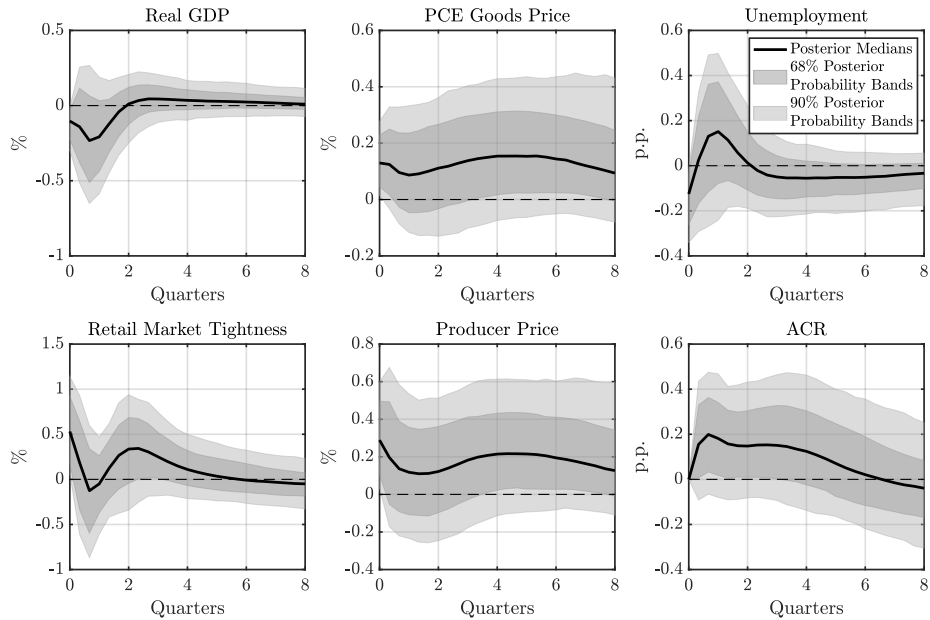 Real GDP
0.5
0
-0.5
-1
%
0 2 4 6 8
Quarters
PCE Goods Price
0.6
0.4
0.2
0
-0.2
%
0 2 4 6 8
Quarters
Unemployment
Posterior Medians
68% Posterior
Probability Bands
90% Posterior
Probability Bands
0.6
0.4
0.2
0
-0.2
-0.4
p.p.
0 2 4 6 8
Quarters
Retail Market Tightness
1.5
1
0.5
0
-0.5
-1
%
0 2 4 6 8
Quarters
Producer Price
0.8
0.6
0.4
0.2
0
-0.2
-0.4
%
0 2 4 6 8
Quarters
ACR
0.6
0.4
0.2
0
-0.2
-0.4
p.p.
0 2 4 6 8
Quarters